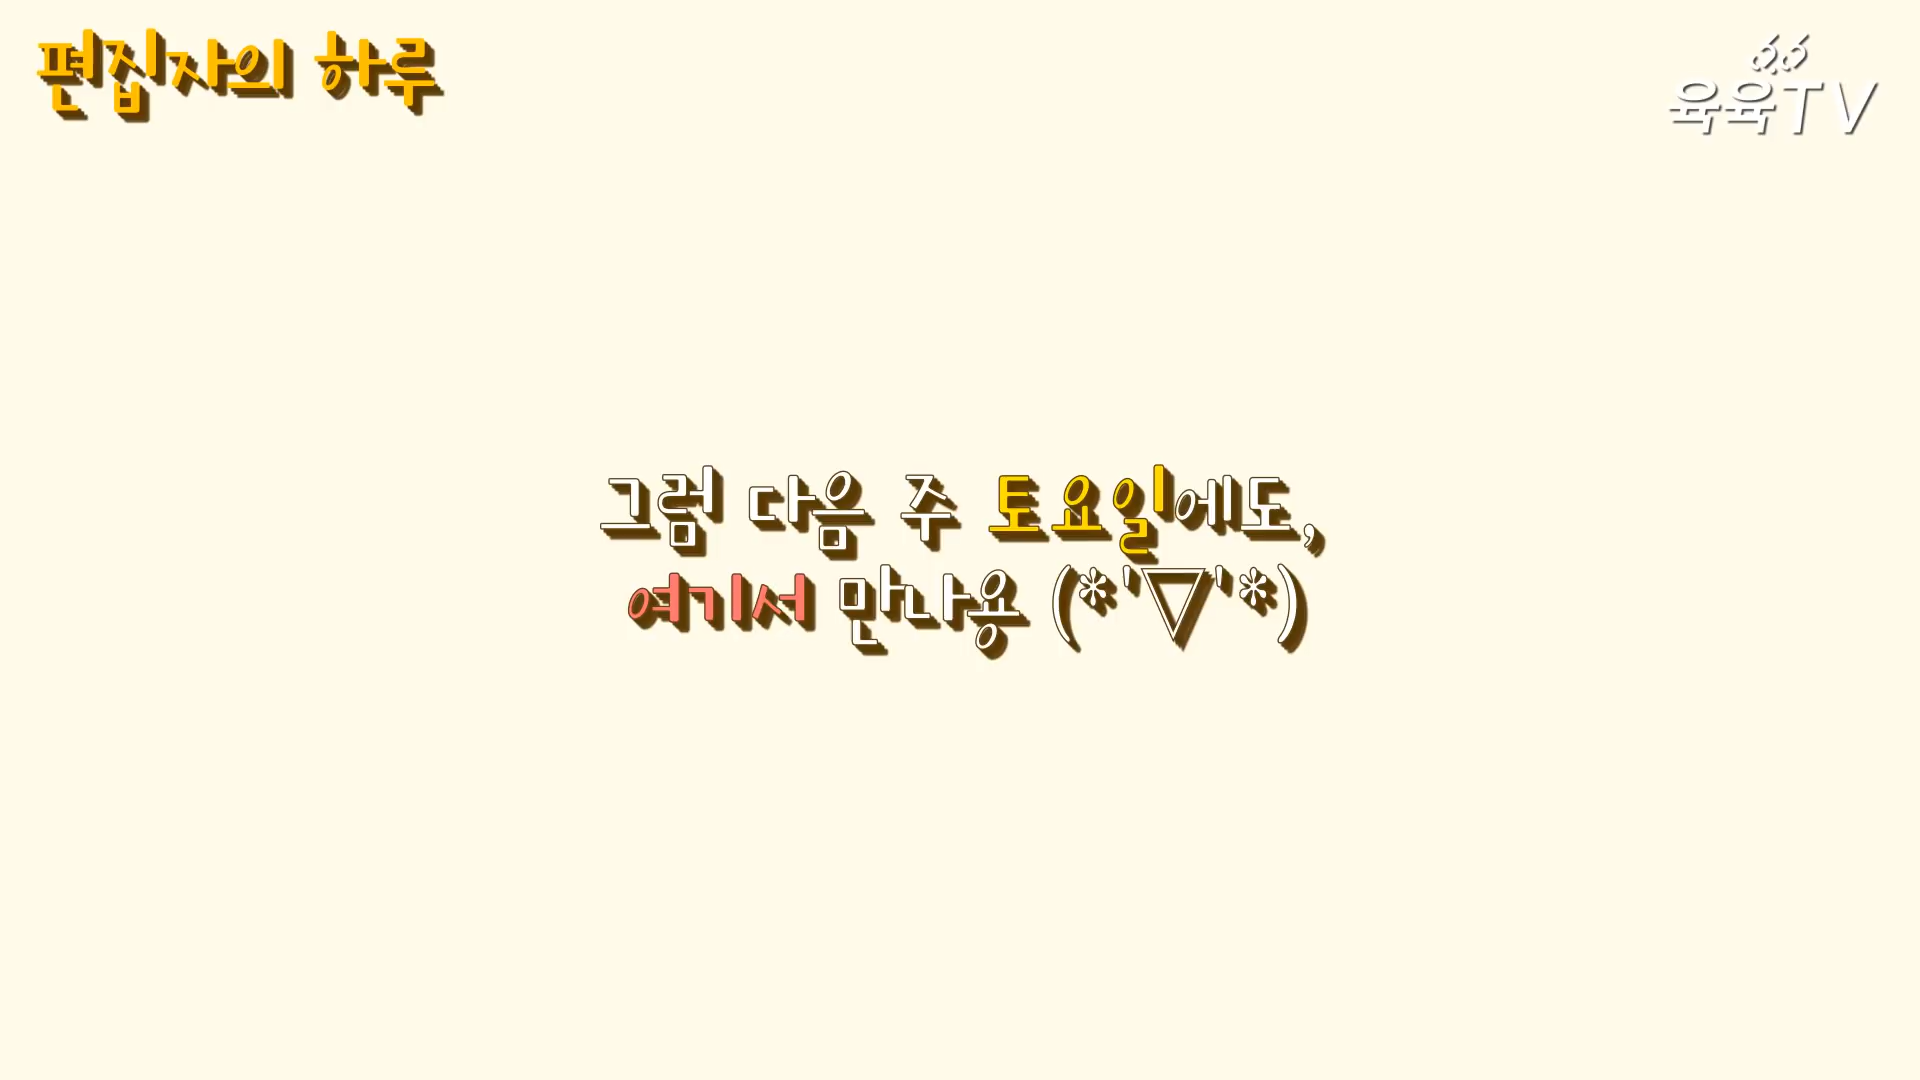 편집자의 하루
66
육육TV
그럼 다음 주 토요일에도,
여기서 만나용 (*'▽'*)